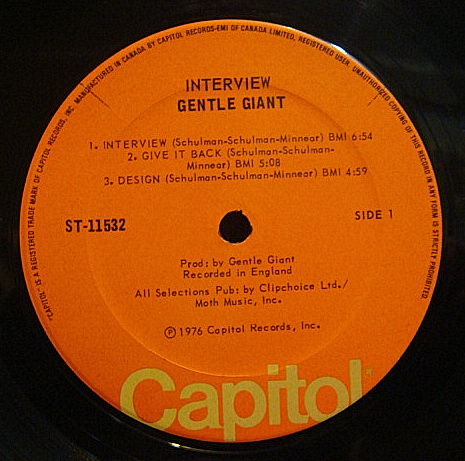 MANUFACTURED IN CANADA BY CAPITOL RECORDS-EMI OF CANADA LIMITED, REGISTERED USER. UNAUTHORIZED COPYING OF THIS RECORD IN ANY FORM IS STRICTLY PROHIBITED
"CAPITOL" IS A REGISTERED TRADE MARK OF CAPITOL RECORDS, INC.
INTERVIEW
GENTLE GIANT
1. INTERVIEW (Schulman-Schulman-Minnear) BMI 6:54
2. GIVE IT BACK (Schulman-Schulman-
Minnear) BMI 5:08
3. DESIGN (Schulman-Schulman-Minnear) BMI 4:59
ST-11532
SIDE 1
Prod: by Gentle Giant
Recorded in England
All Selections Pub: by Clipchoice Ltd./
Moth Music, Inc.
℗ 1976 Capitol Records, Inc.
Capitol